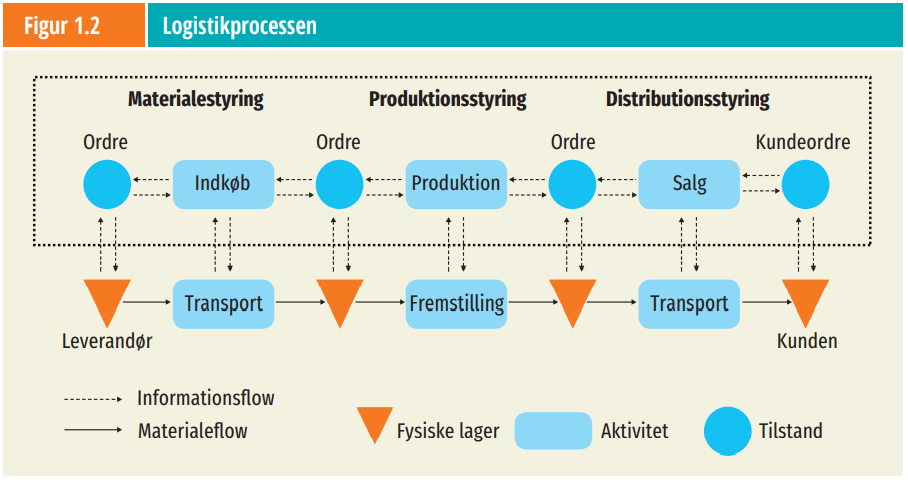 Figur 1.2
Logistikprocessen
Materialestyring
Produktionsstyring
Distributionsstyring
Ordre
Ordre
Ordre
Kundeordre
Indkøb
Produktion
Salg
Transport
Fremstilling
Transport
Leverandør
Kunden
Informationsflow
Materialeflow
Fysiske lager
Aktivitet
Tilstand